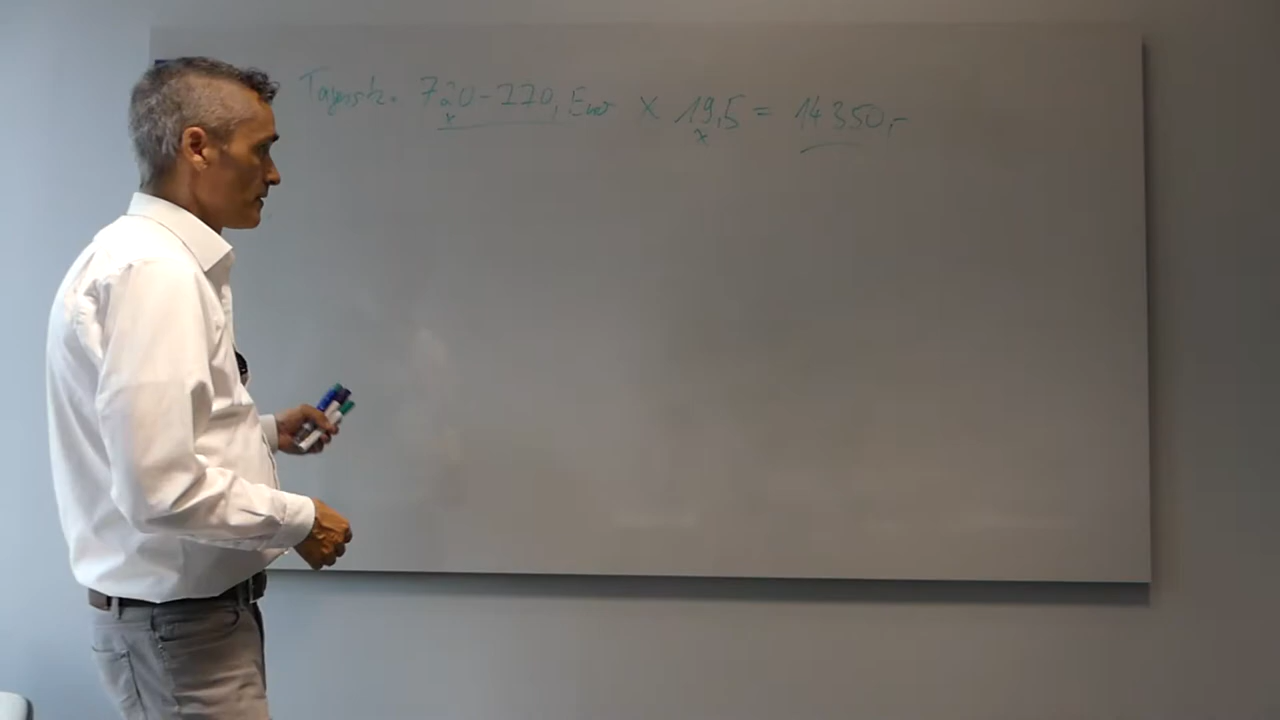 720-770, Euro x 19,5 = 14350,-